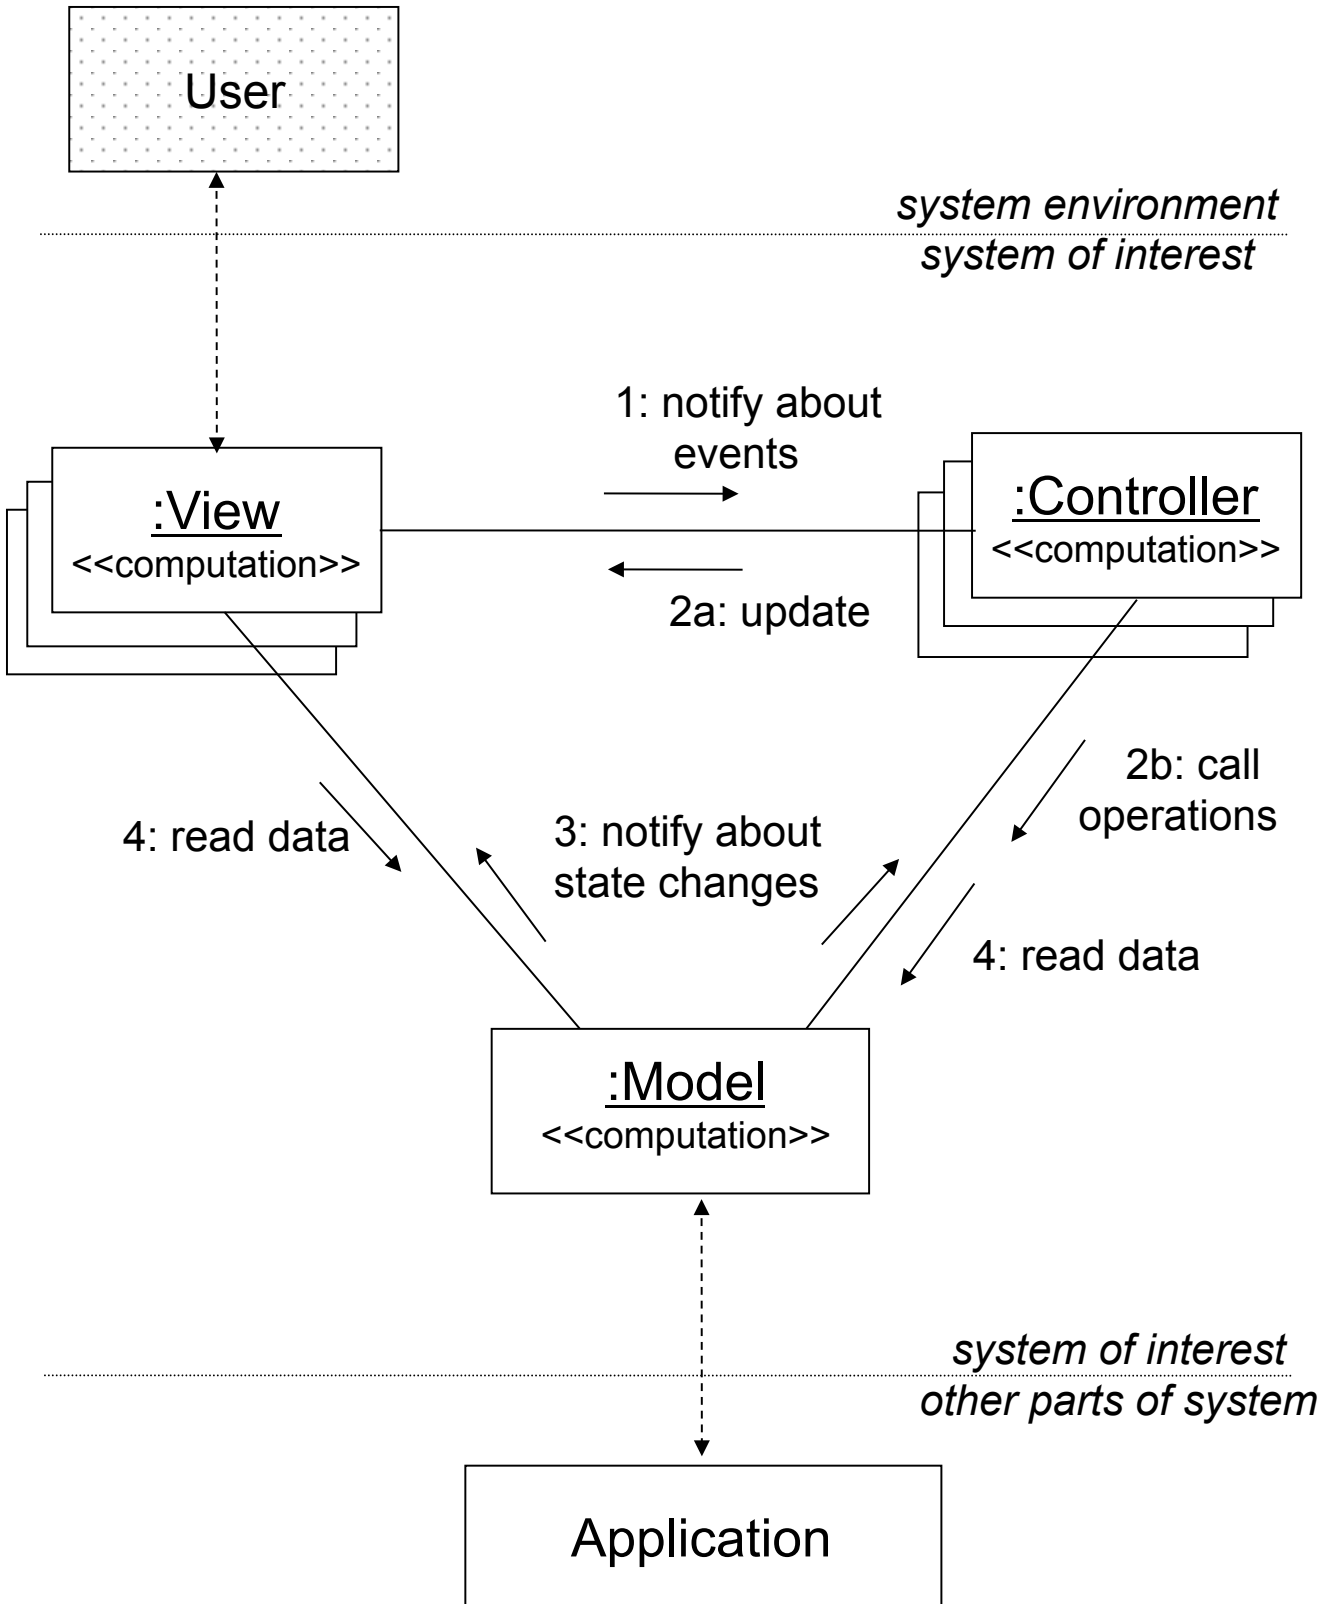 User
system environment
system of interest
1: notify about
events
:View
<<computation>>
:Controller
<<computation>>
2a: update
2b: call
operations
4: read data
3: notify about
state changes
4: read data
:Model
<<computation>>
system of interest
other parts of system
Application